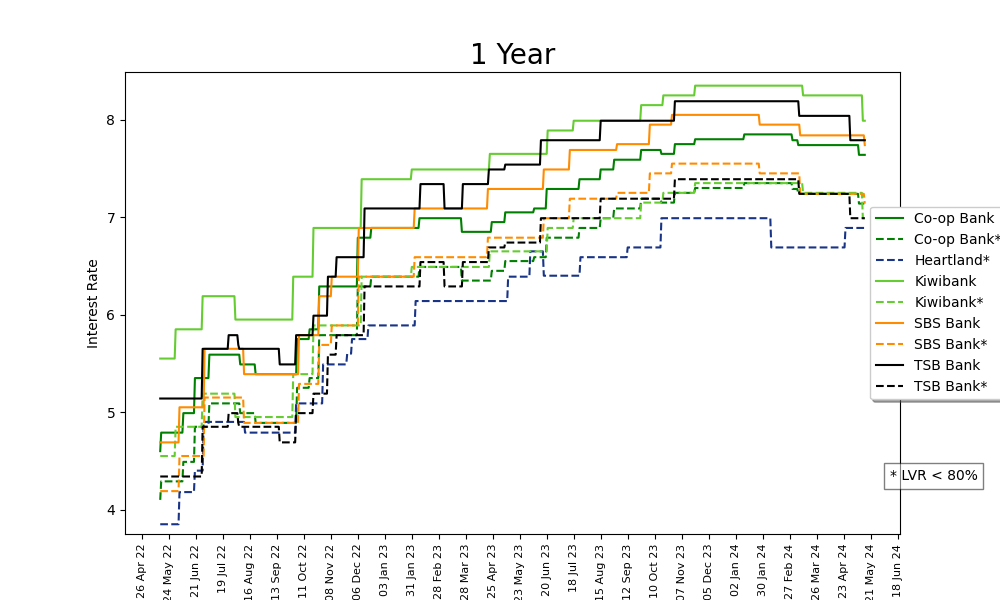 1 Year
Interest Rate
8
7
6
5
4
Co-op Bank
Co-op Bank*
Heartland*
Kiwibank
Kiwibank*
SBS Bank
SBS Bank*
TSB Bank
TSB Bank*
* LVR < 80%
26 Apr 22
24 May 22
21 Jun 22
19 Jul 22
16 Aug 22
13 Sep 22
11 Oct 22
08 Nov 22
06 Dec 22
03 Jan 23
31 Jan 23
28 Feb 23
28 Mar 23
25 Apr 23
23 May 23
20 Jun 23
18 Jul 23
15 Aug 23
12 Sep 23
10 Oct 23
07 Nov 23
05 Dec 23
02 Jan 24
30 Jan 24
27 Feb 24
26 Mar 24
23 Apr 24
21 May 24
18 Jun 24